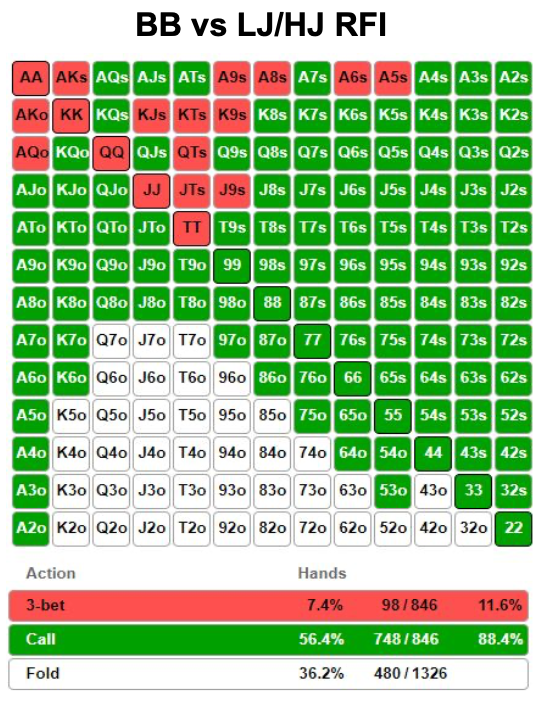 BB vs LJ/HJ RFI
AA AKs AQs AJs ATs A9s A8s A7s A6s A5s A4s A3s A2s
AKo KK KQs KJs KTs K9s K8s K7s K6s K5s K4s K3s K2s
AQo KQo QQ QJs QTs Q9s Q8s Q7s Q6s Q5s Q4s Q3s Q2s
AJo KJo QJo JJ JTs J9s J8s J7s J6s J5s J4s J3s J2s
ATo KTo QTo JTo TT T9s T8s T7s T6s T5s T4s T3s T2s
A9o K9o Q9o J9o T9o 99 98s 97s 96s 95s 94s 93s 92s
A8o K8o Q8o J8o T8o 98o 88 87s 86s 85s 84s 83s 82s
A7o K7o Q7o J7o T7o 97o 87o 77 76s 75s 74s 73s 72s
A6o K6o Q6o J6o T6o 96o 86o 76o 66 65s 64s 63s 62s
A5o K5o Q5o J5o T5o 95o 85o 75o 65o 55 54s 53s 52s
A4o K4o Q4o J4o T4o 94o 84o 74o 64o 54o 44 43s 42s
A3o K3o Q3o J3o T3o 93o 83o 73o 63o 53o 43o 33 32s
A2o K2o Q2o J2o T2o 92o 82o 72o 62o 52o 42o 32o 22
Action Hands
3-bet 7.4% 98 / 846 11.6%
Call 56.4% 748 / 846 88.4%
Fold 36.2% 480 / 1326